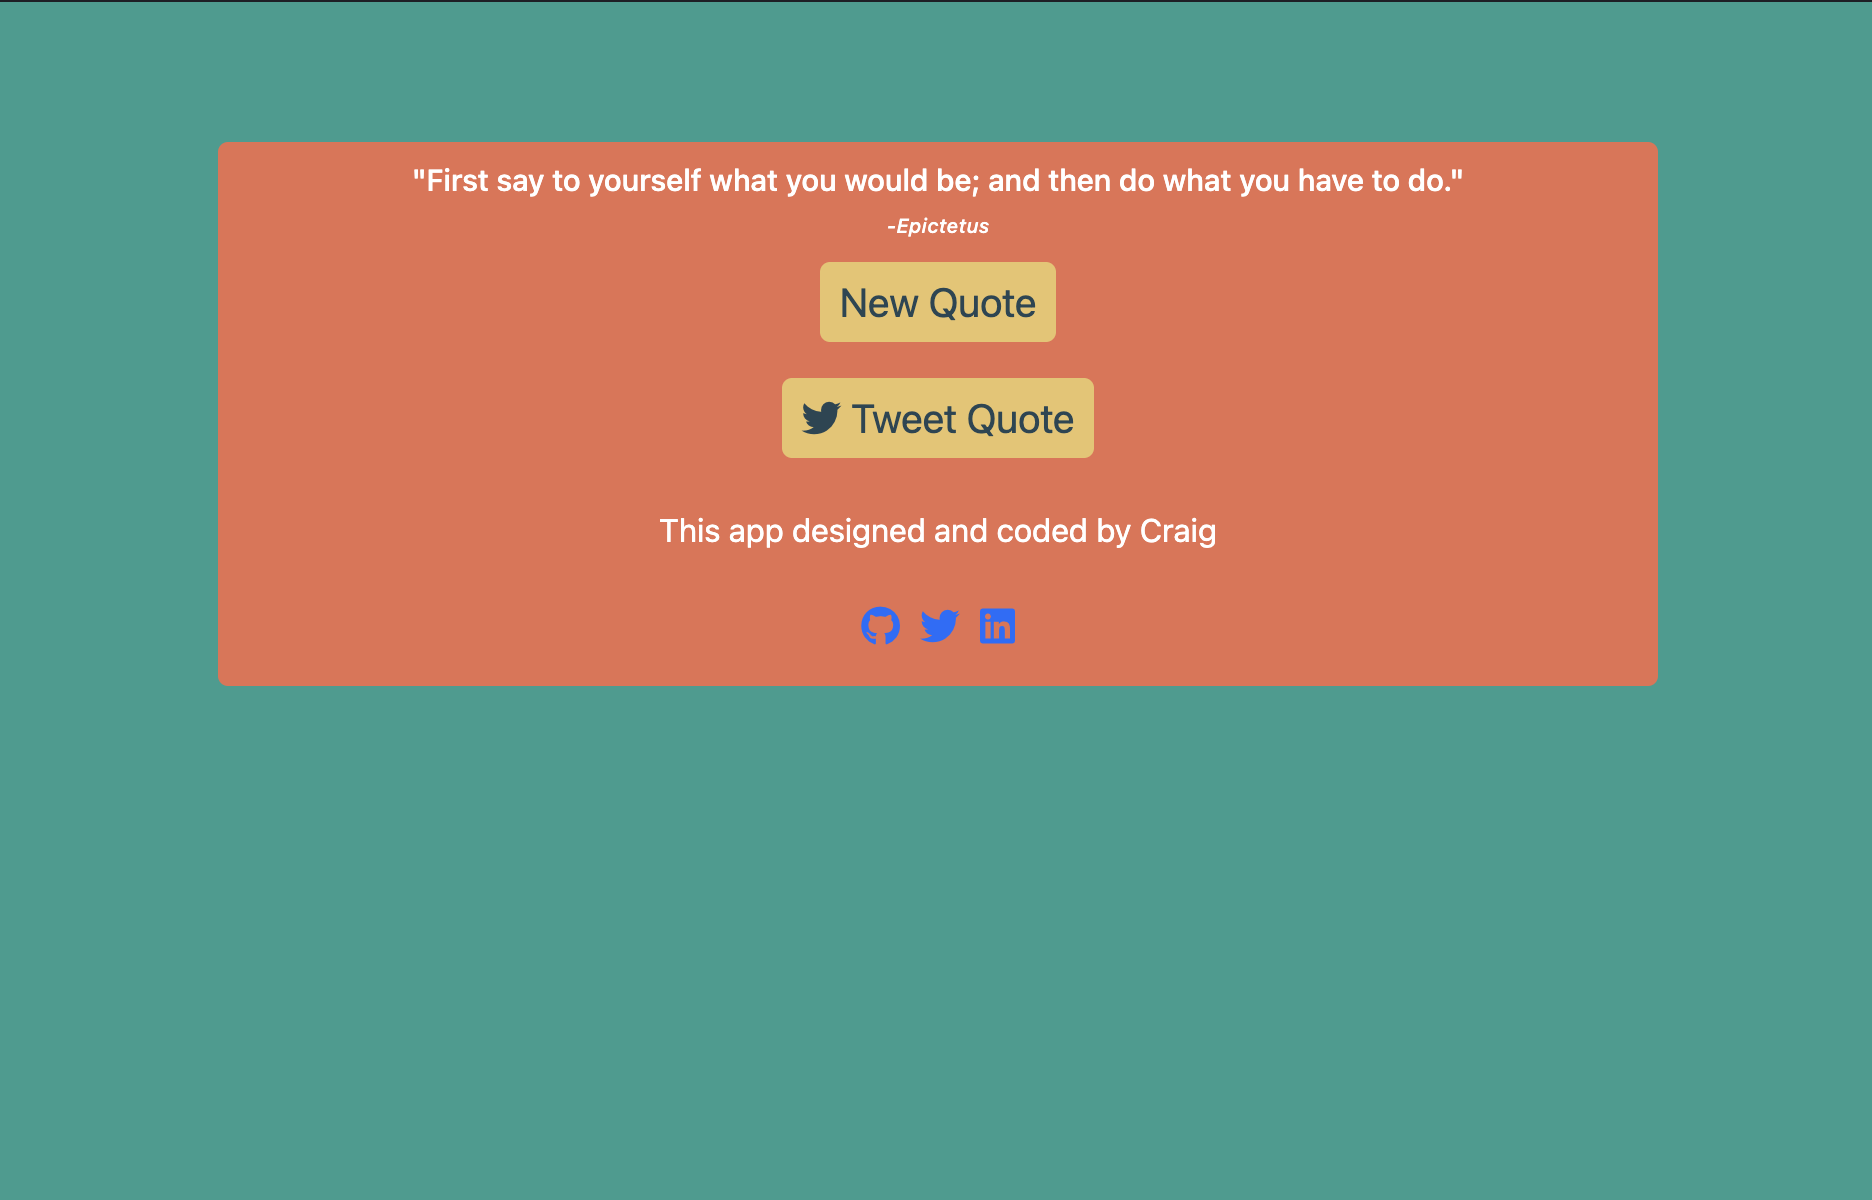 "First say to yourself what you would be; and then do what you have to do."
-Epictetus
New Quote
Tweet Quote
This app designed and coded by Craig
in